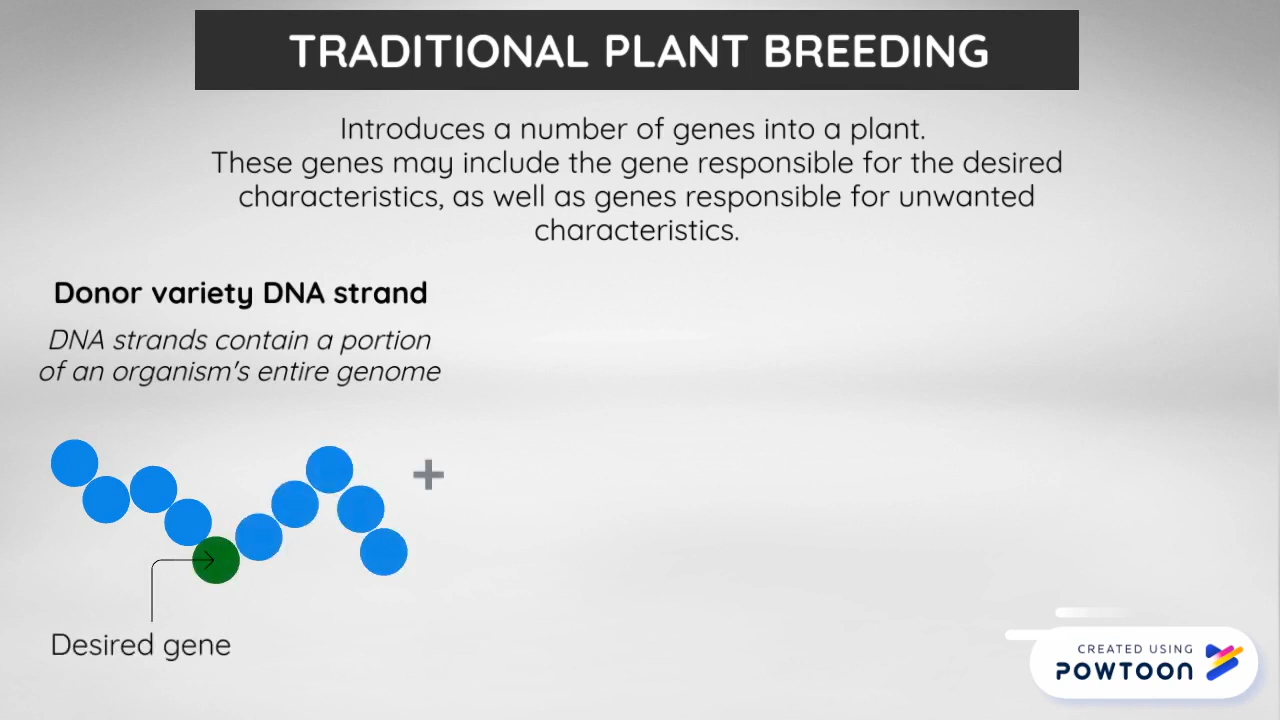 TRADITIONAL PLANT BREEDING
Introduces a number of genes into a plant.
These genes may include the gene responsible for the desired
characteristics, as well as genes responsible for unwanted
characteristics.
Donor variety DNA strand
DNA strands contain a portion
of an organism's entire genome
+
Desired gene
CREATED USING
POWTOON